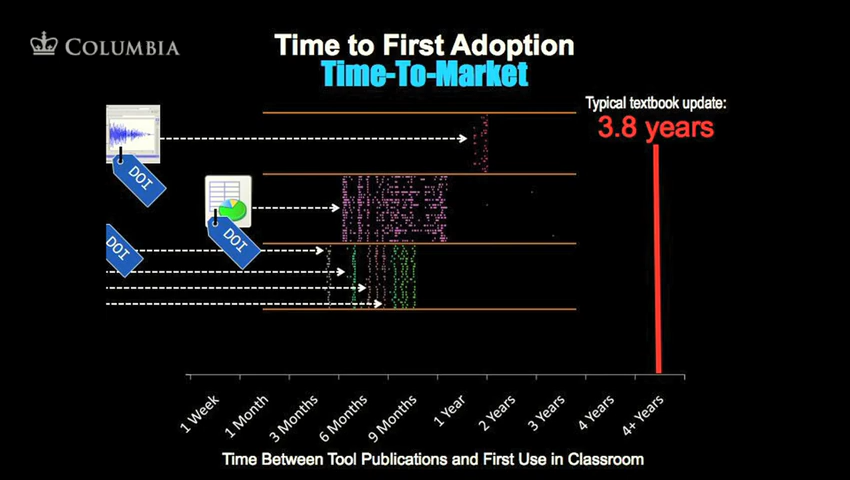 COLUMBIA
Time to First Adoption
Time-To-Market
Typical textbook update:
3.8 years
DOI
DOI
DOI
1 Week
1 Month
3 Months
6 Months
9 Months
1 Year
2 Years
3 Years
4 Years
4+ Years
Time Between Tool Publications and First Use in Classroom